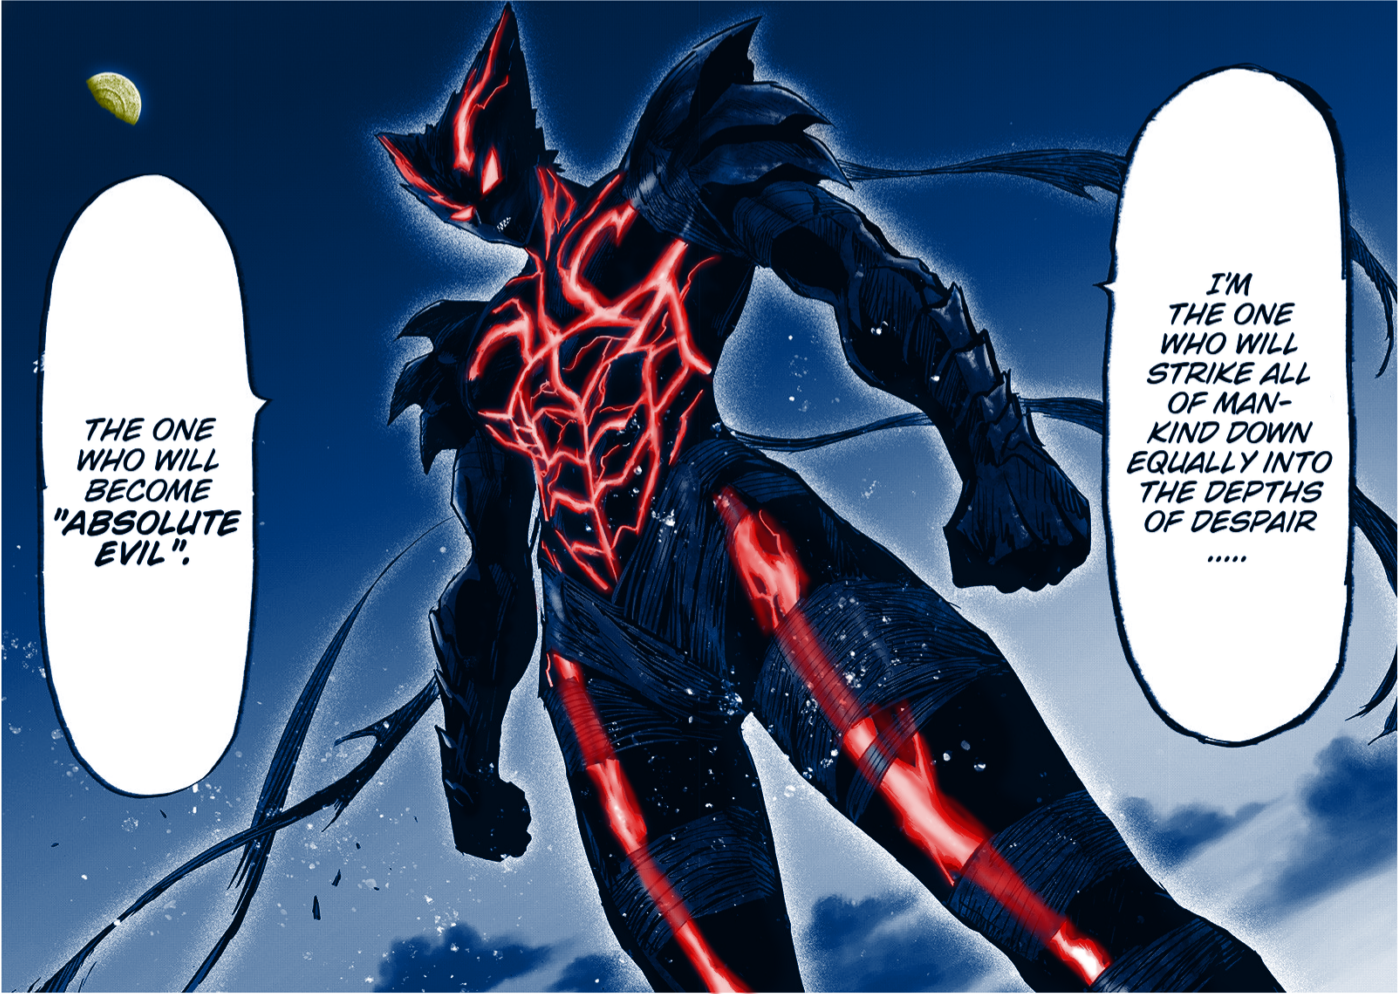 I'M
THE ONE
WHO WILL
STRIKE ALL
OF MAN-
KIND DOWN
EQUALLY INTO
THE DEPTHS
OF DESPAIR
.....
THE ONE
WHO WILL
BECOME
"ABSOLUTE
EVIL".